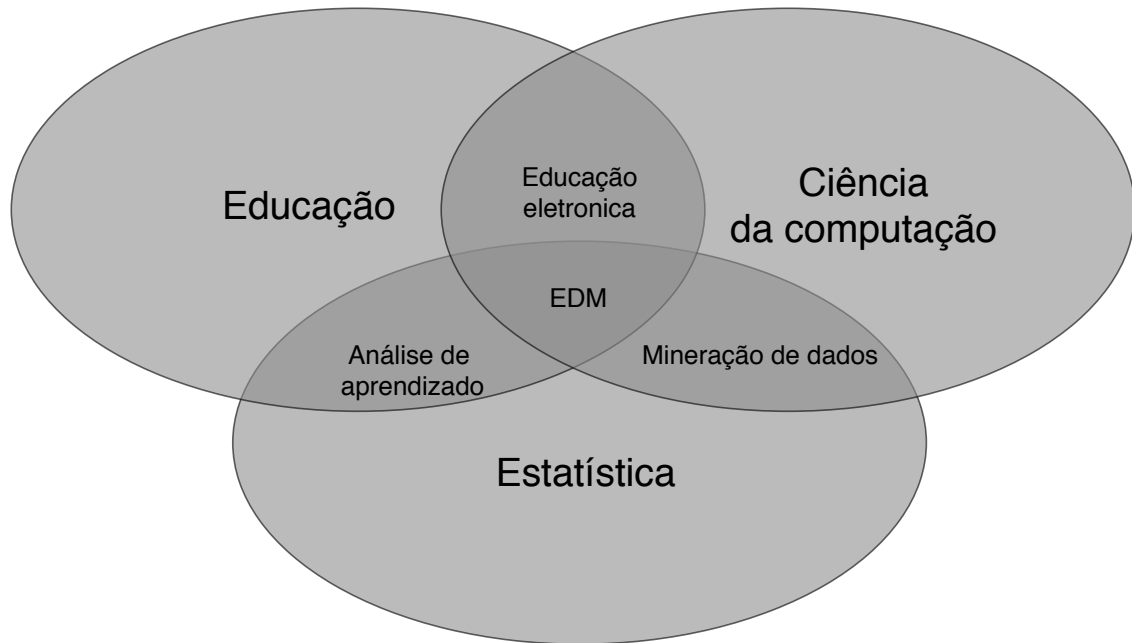 Educação
Educação
eletronica
Ciência
da computação
EDM
Análise de
aprendizado
Mineração de dados
Estatística